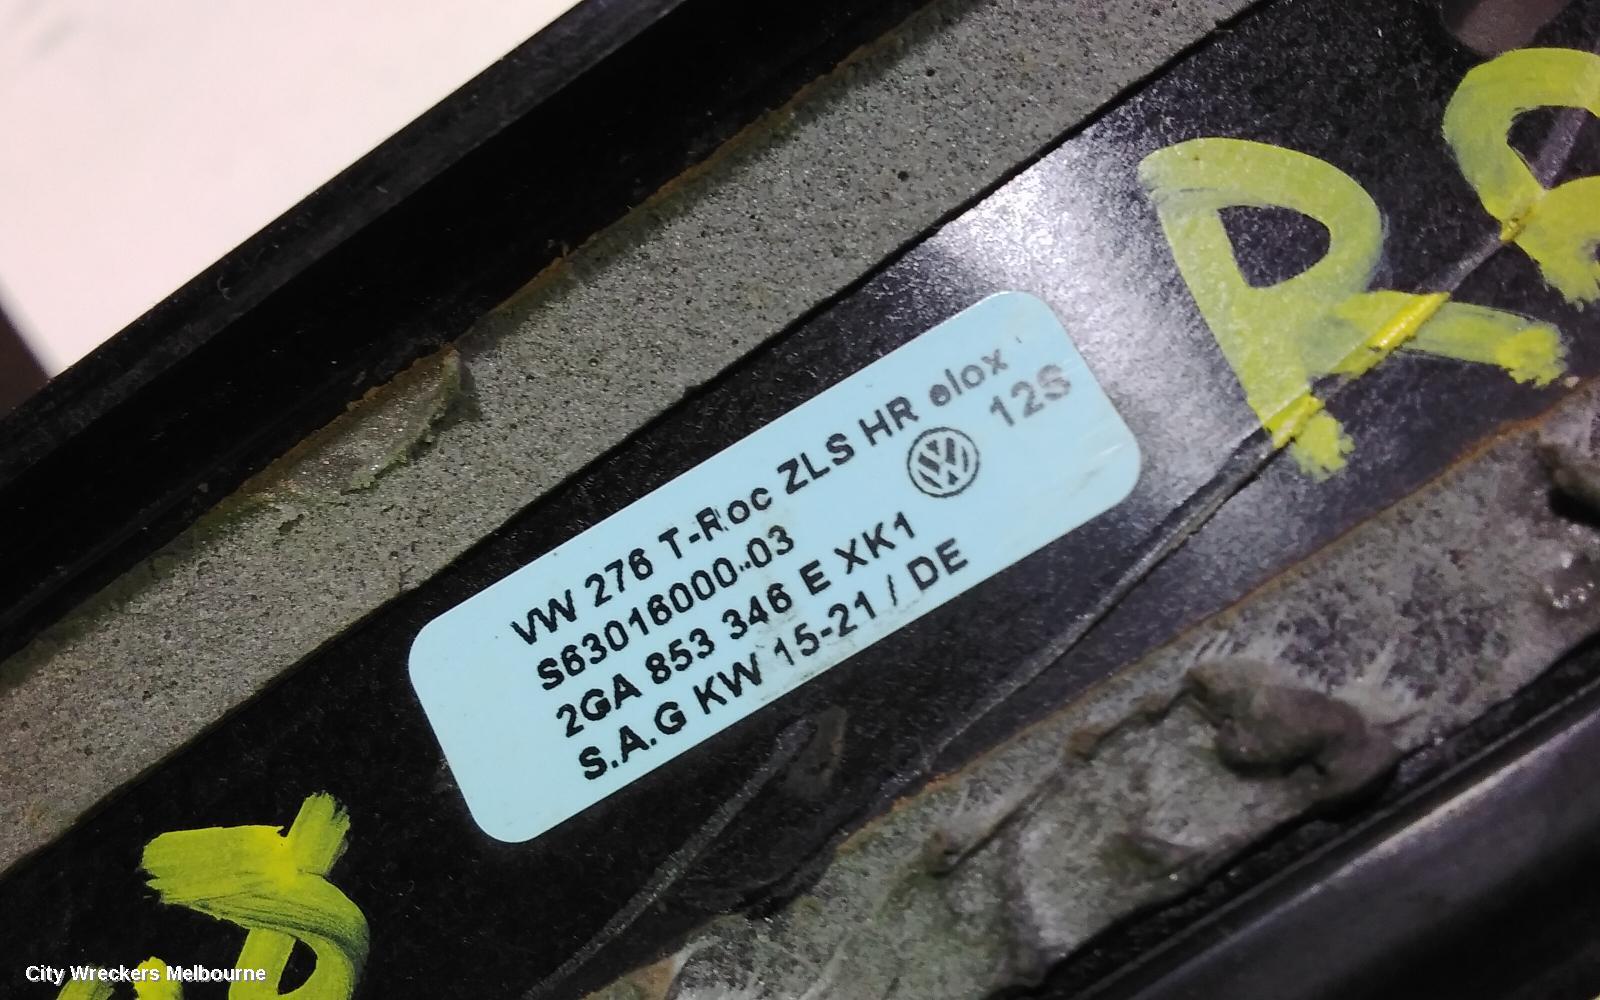 VW 276 T-Roc ZLS HR elox
12S
S63016000-03
2GA 853 346 E XK1
S.A.G KW 15-21 / DE
City Wreckers Melbourne